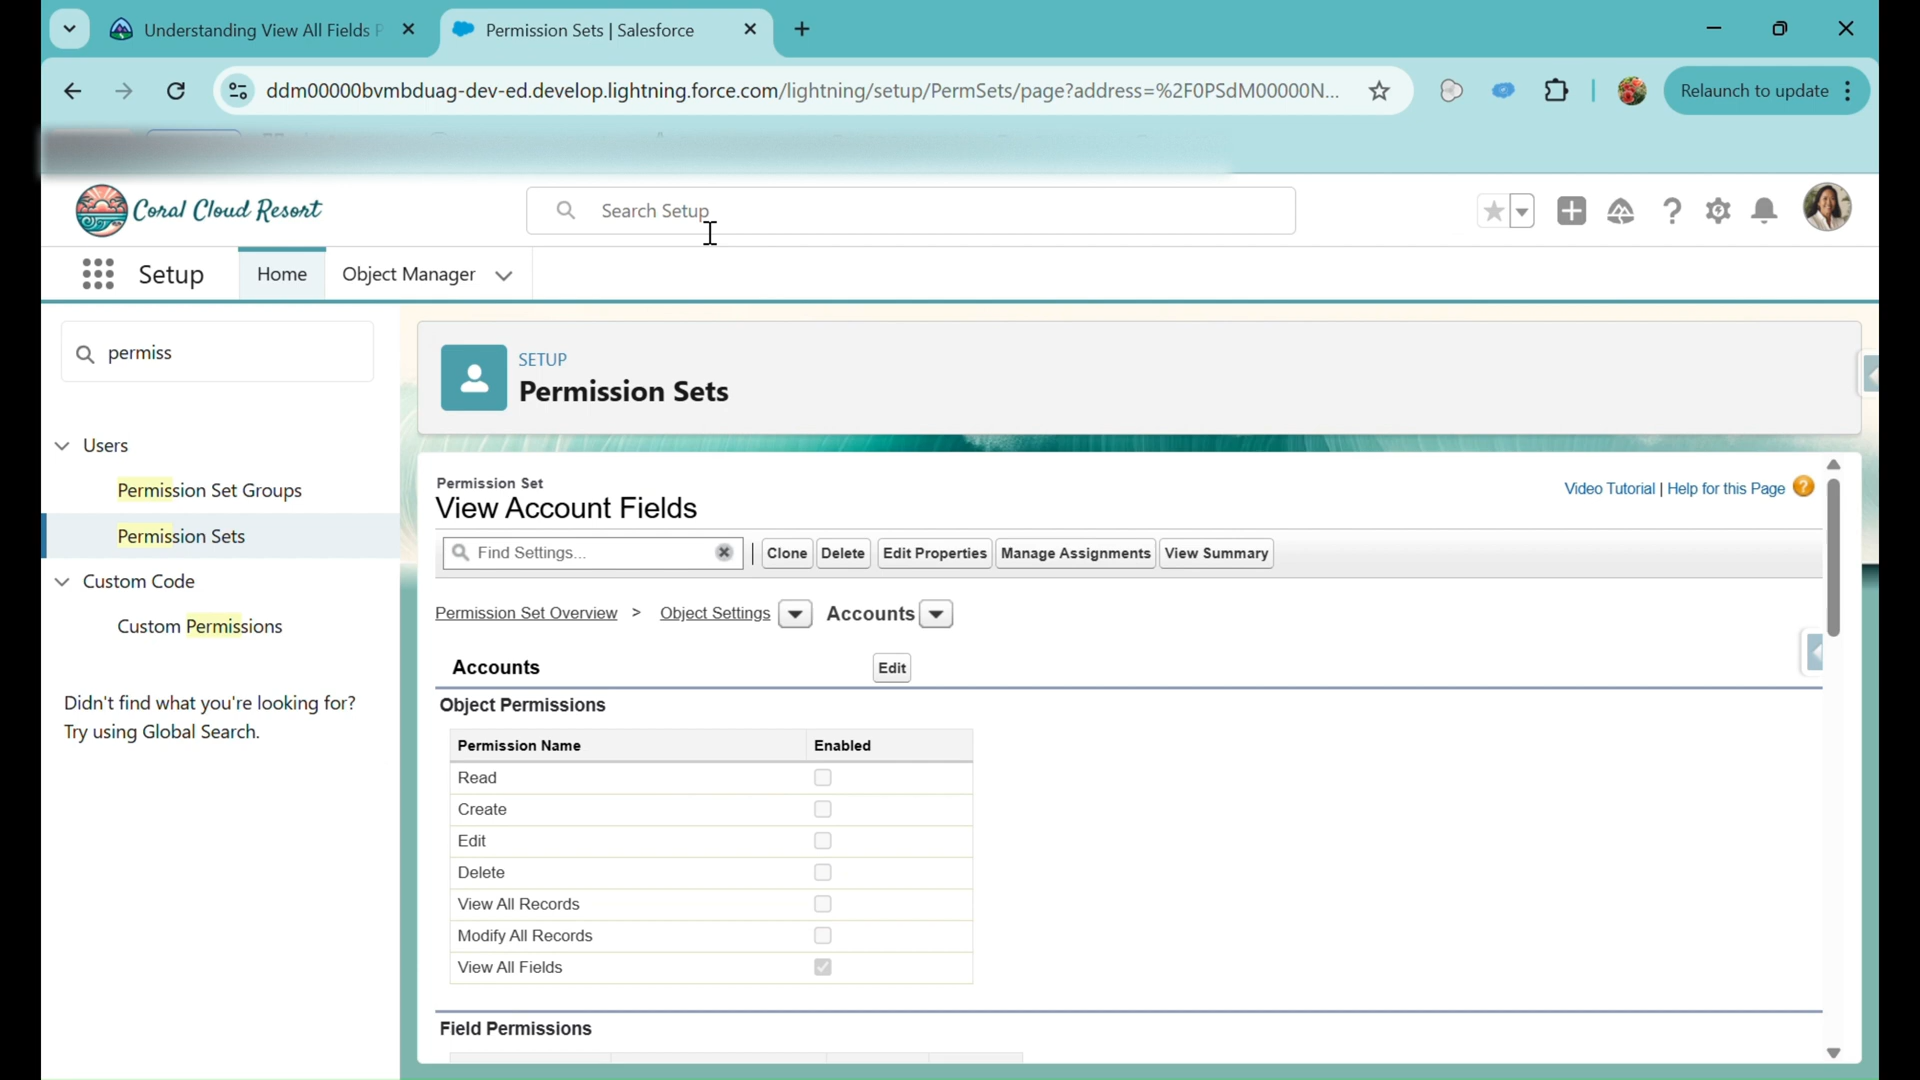 Understanding View All Fields P
Permission Sets | Salesforce
ddm00000bvmbduag-dev-ed.develop.lightning.force.com/lightning/setup/PermSets/page?address=%2F0PSdM00000N...
Relaunch to update
Coral Cloud Resort
Search Setup
Setup
Home
Object Manager
permiss
Users
Permission Set Groups
Permission Sets
Custom Code
Custom Permissions
Didn't find what you're looking for?
Try using Global Search.
SETUP
Permission Sets
Permission Set
View Account Fields
Video Tutorial | Help for this Page ?
Find Settings... | Clone Delete Edit Properties Manage Assignments View Summary
Permission Set Overview > Object Settings Accounts
Accounts Edit
Object Permissions
Permission Name Enabled
Read
Create
Edit
Delete
View All Records
Modify All Records
View All Fields
Field Permissions